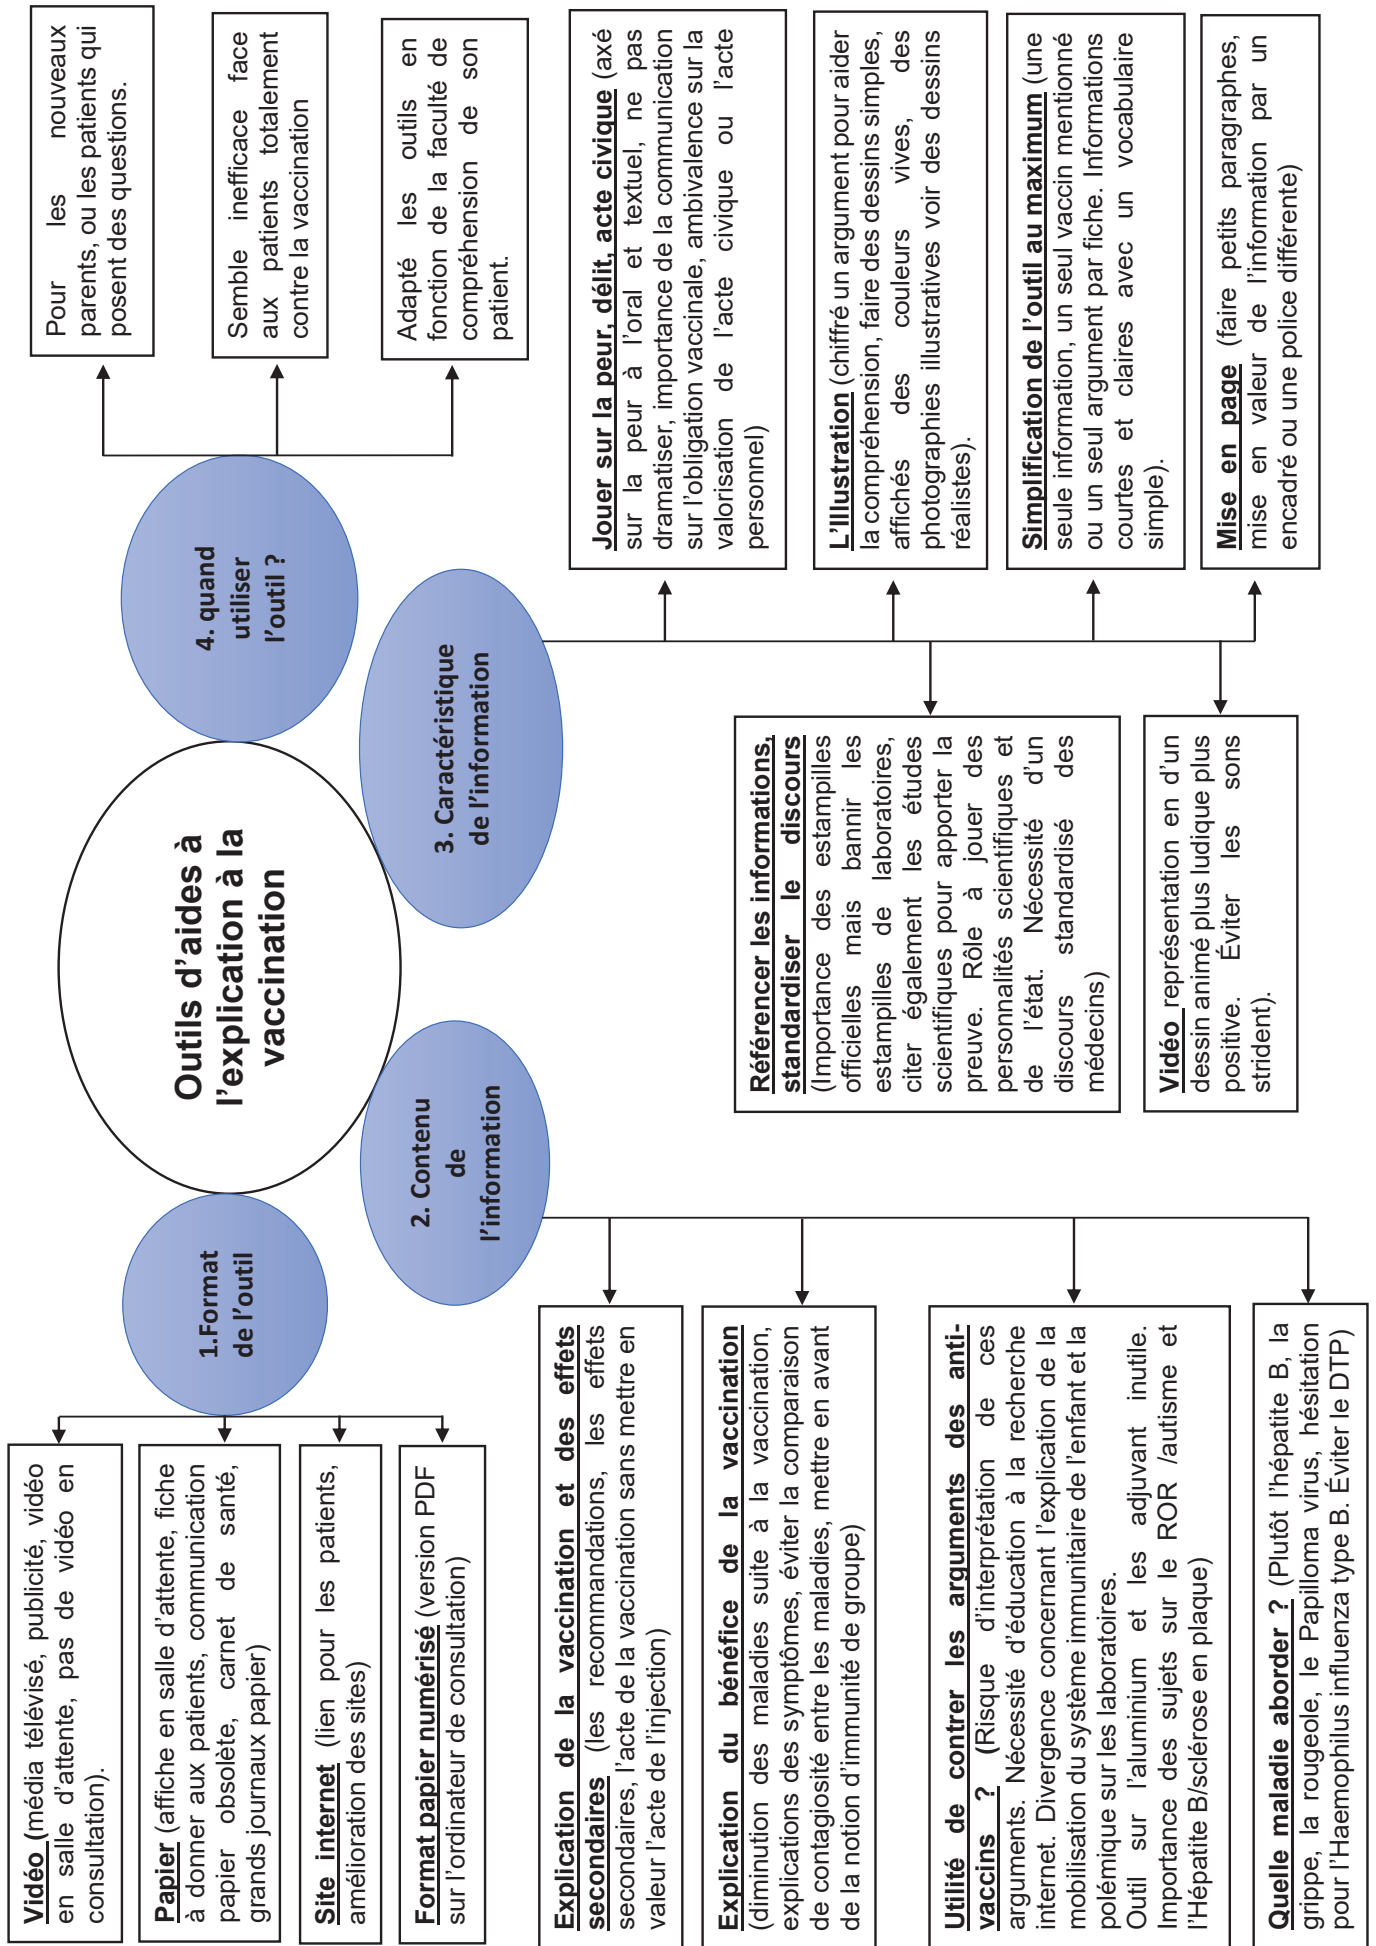 Outils d'aides à
l'explication à la
vaccination
1.Format
de l'outil
Vidéo (média télévisé, publicité, vidéo
en salle d'attente, pas de vidéo en
consultation).
Papier (affiche en salle d'attente, fiche
à donner aux patients, communication
papier obsolète, carnet de santé,
grands journaux papier)
Site internet (lien pour les patients,
amélioration des sites)
Format papier numérisé (version PDF
sur l'ordinateur de consultation)
2. Contenu
de
l'information
Explication de la vaccination et des effets
secondaires (les recommandations, les effets
secondaires, l'acte de la vaccination sans mettre en
valeur l'acte de l'injection)
Explication du bénéfice de la vaccination
(diminution des maladies suite à la vaccination,
explications des symptômes, éviter la comparaison
de contagiosité entre les maladies, mettre en avant
de la notion d'immunité de groupe)
Utilité de contrer les arguments des anti-
vaccins ? (Risque d'interprétation de ces
arguments. Nécessité d'éducation à la recherche
internet. Divergence concernant l'explication de la
mobilisation du système immunitaire de l'enfant et la
polémique sur les laboratoires.
Outil sur l'aluminium et les adjuvant inutile.
Importance des sujets sur le ROR /autisme et
l'Hépatite B/sclérose en plaque)
Quelle maladie aborder ? (Plutôt l'hépatite B, la
grippe, la rougeole, le Papilloma virus, hésitation
pour l'Haemophilus influenza type B. Éviter le DTP)
3. Caractéristique
de l'information
Référencer les informations,
standardiser le discours
(Importance des estampilles
officielles mais bannir les
estampilles de laboratoires,
citer également les études
scientifiques pour apporter la
preuve. Rôle à jouer des
personnalités scientifiques et
de l'état. Nécessité d'un
discours standardisé des
médecins)
Vidéo représentation en d'un
dessin animé plus ludique plus
positive. Éviter les sons
strident).
Jouer sur la peur, délit, acte civique (axé
sur la peur à l'oral et textuel, ne pas
dramatiser, importance de la communication
sur l'obligation vaccinale, ambivalence sur la
valorisation de l'acte civique ou l'acte
personnel)
L'Illustration (chiffré un argument pour aider
la compréhension, faire des dessins simples,
affichés des couleurs vives, des
photographies illustratives voir des dessins
réalistes).
Simplification de l'outil au maximum (une
seule information, un seul vaccin mentionné
ou un seul argument par fiche. Informations
courtes et claires avec un vocabulaire
simple).
Mise en page (faire petits paragraphes,
mise en valeur de l'information par un
encadré ou une police différente)
4. quand
utiliser
l'outil ?
Pour les nouveaux
parents, ou les patients qui
posent des questions.
Semble inefficace face
aux patients totalement
contre la vaccination
Adapté les outils en
fonction de la faculté de
compréhension de son
patient.